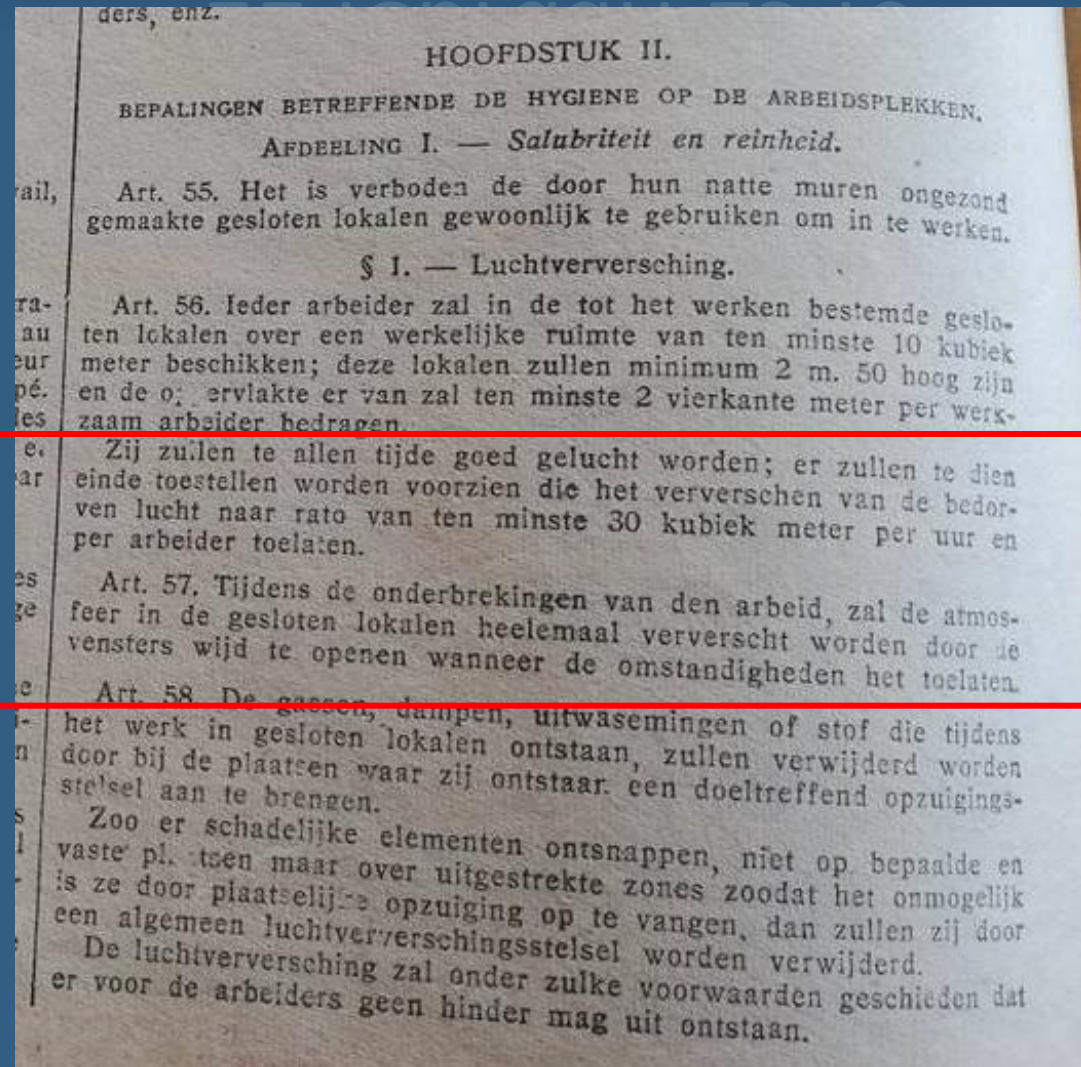 ders, enz.
HOOFDSTUK II.
BEPALINGEN BETREFFENDE DE HYGIENE OP DE ARBEIDSPLEKKEN.
AFDEELING I. — Salubriteit en reinheid.
Art. 55. Het is verboden de door hun natte muren ongezond
gemaakte gesloten lokalen gewoonlijk te gebruiken om in te werken.
§ I. — Luchtverversching.
Art. 56. Ieder arbeider zal in de tot het werken bestemde geslo-
ten lokalen over een werkelijke ruimte van ten minste 10 kubiek
meter beschikken; deze lokalen zullen minimum 2 m. 50 hoog zijn
en de er van zal ten minste 2 vierkante meter per werk-
zaam arbeider bedragen.
Zij zullen te allen tijde goed gelucht worden; er zullen te dien
einde toestellen worden voorzien die het ververschen van de bedor-
ven lucht naar rato van ten minste 30 kubiek meter per uur en
per arbeider toelaten.
Art. 57. Tijdens de onderbrekingen van den arbeid, zal de atmos-
feer in de gesloten lokalen heelemaal ververscht worden door de
vensters wijd te openen wanneer de omstandigheden het toelaten.
Art. 58. De gassen, dampen, uitwasemingen of stof die tijdens
het werk in gesloten lokalen ontstaan, zullen verwijderd worden
door bij de plaatsen waar zij ontstaan een doeltreffend opzuigings-
stelsel aan te brengen.
Zoo er schadelijke elementen ontsnappen, niet op bepaalde en
vaste plaatsen maar over uitgestrekte zones zoodat het onmogelijk
is ze door plaatselijke opzuiging op te vangen, dan zullen zij door
een algemeen luchtververschingsstelsel worden verwijderd.
De luchtverversching zal onder zulke voorwaarden geschieden dat
er voor de arbeiders geen hinder mag uit ontstaan.